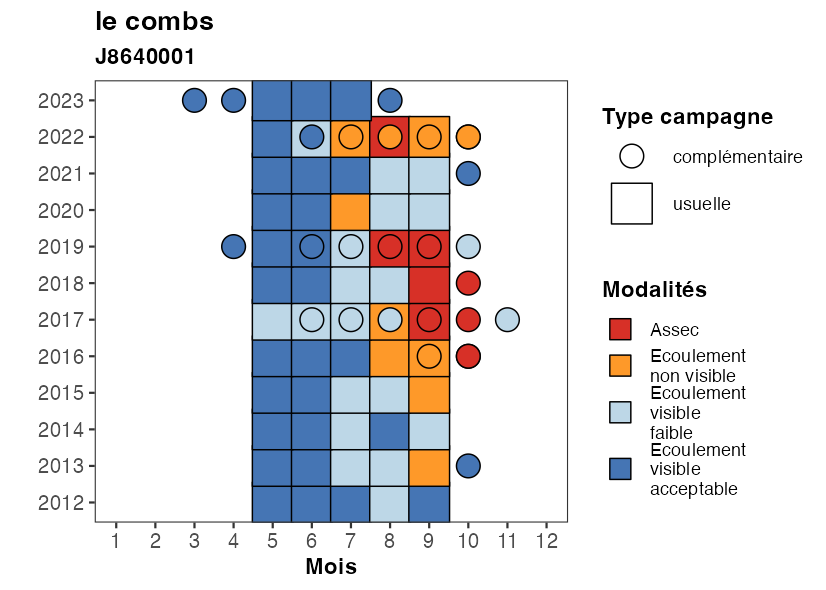 le combs
J8640001
2023
2022
2021
2020
2019
2018
2017
2016
2015
2014
2013
2012
1 2 3 4 5 6 7 8 9 10 11 12
Mois
Type campagne
complémentaire
usuelle
Modalités
Assec
Ecoulement
non visible
Ecoulement
visible
faible
Ecoulement
visible
acceptable